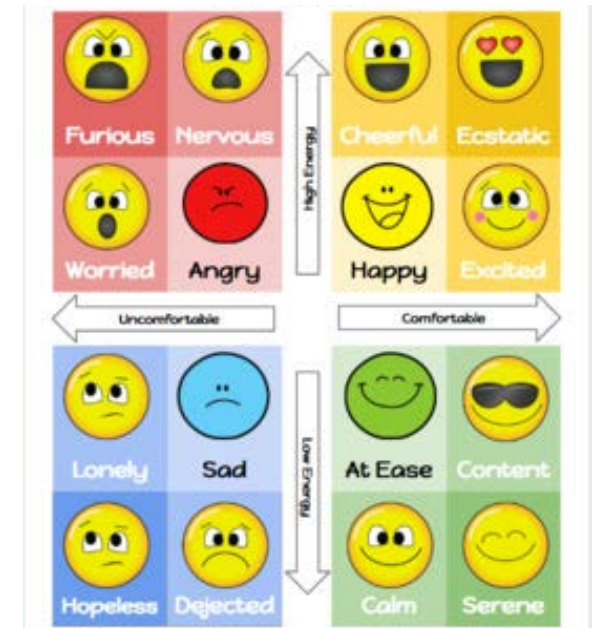 Furious Nervous
Cheerful Ecstatic
High Energy
Worried Angry
Happy Excited
Uncomfortable
Comfortable
Lonely Sad
At Ease Content
Low Energy
Hopeless Dejected
Calm Serene